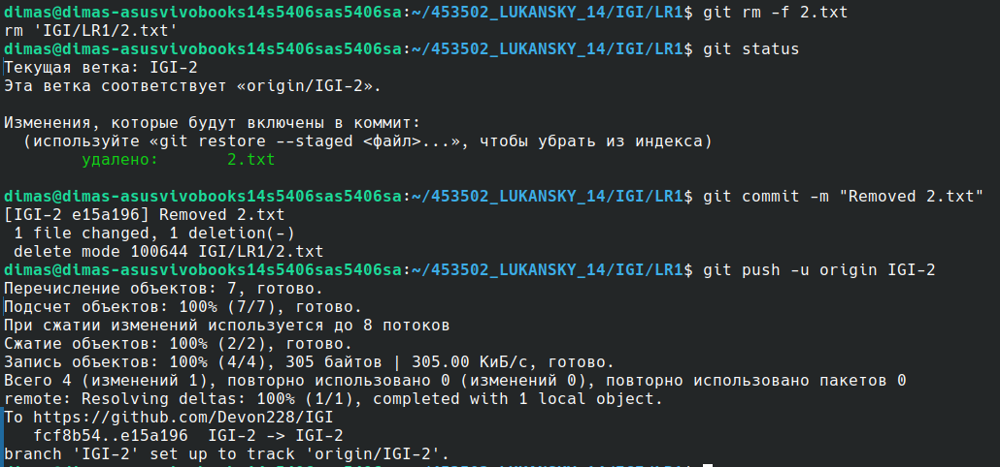 dimas@dimas-asusvivobooks14s5406sas5406sa:~/453502_LUKANSKY_14/IGI/LR1$ git rm -f 2.txt
rm 'IGI/LR1/2.txt'
dimas@dimas-asusvivobooks14s5406sas5406sa:~/453502_LUKANSKY_14/IGI/LR1$ git status
Текущая ветка: IGI-2
Эта ветка соответствует «origin/IGI-2».

Изменения, которые будут включены в коммит:
  (используйте «git restore --staged <файл>...», чтобы убрать из индекса)
        удалено:       2.txt

dimas@dimas-asusvivobooks14s5406sas5406sa:~/453502_LUKANSKY_14/IGI/LR1$ git commit -m "Removed 2.txt"
[IGI-2 e15a196] Removed 2.txt
 1 file changed, 1 deletion(-)
 delete mode 100644 IGI/LR1/2.txt
dimas@dimas-asusvivobooks14s5406sas5406sa:~/453502_LUKANSKY_14/IGI/LR1$ git push -u origin IGI-2
Перечисление объектов: 7, готово.
Подсчет объектов: 100% (7/7), готово.
При сжатии изменений используется до 8 потоков
Сжатие объектов: 100% (2/2), готово.
Запись объектов: 100% (4/4), 305 байтов | 305.00 КиБ/с, готово.
Всего 4 (изменений 1), повторно использовано 0 (изменений 0), повторно использовано пакетов 0
remote: Resolving deltas: 100% (1/1), completed with 1 local object.
To https://github.com/Devon228/IGI
   fcf8b54..e15a196  IGI-2 -> IGI-2
branch 'IGI-2' set up to track 'origin/IGI-2'.